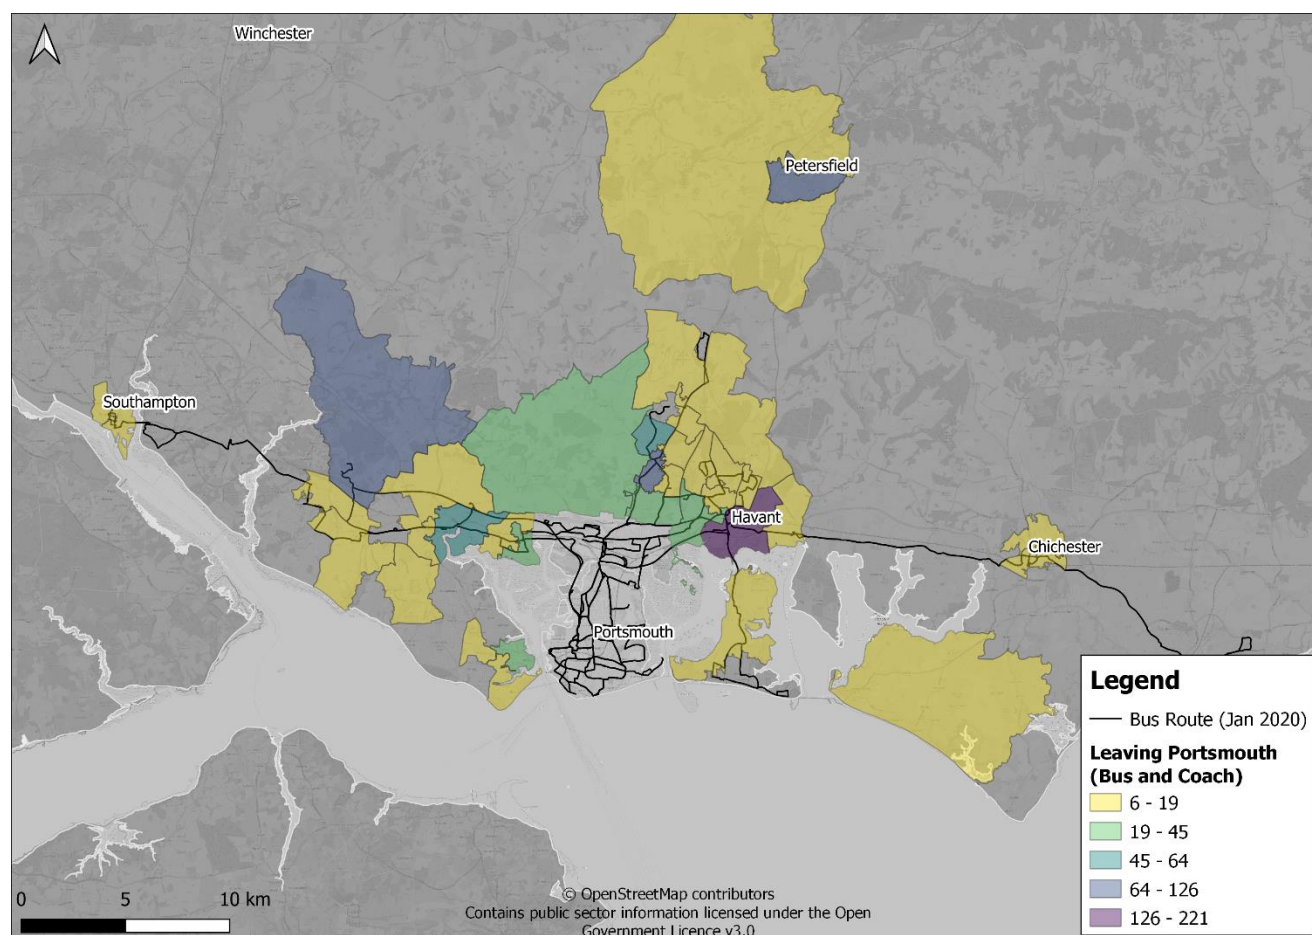 Winchester
Petersfield
Southampton
Havant
Chichester
Portsmouth
Legend
Bus Route (Jan 2020)
Leaving Portsmouth
(Bus and Coach)
6 - 19
19 - 45
45 - 64
64 - 126
126 - 221
0 5 10 km
© OpenStreetMap contributors
Contains public sector information licensed under the Open
Government Licence v3.0